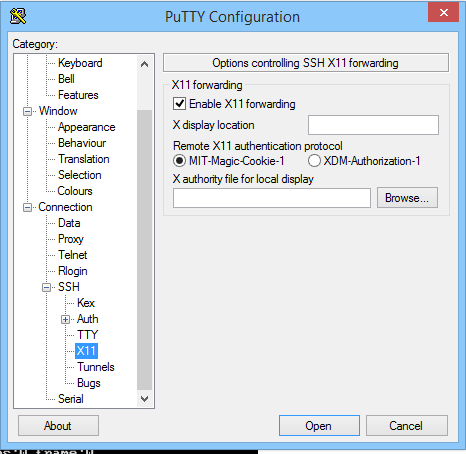 PuTTY Configuration
Category:
Keyboard
Bell
Features
Window
Appearance
Behaviour
Translation
Selection
Colours
Connection
Data
Proxy
Telnet
Rlogin
SSH
Kex
Auth
TTY
X11
Tunnels
Bugs
Serial
Options controlling SSH X11 forwarding
X11 forwarding
Enable X11 forwarding
X display location
Remote X11 authentication protocol
MIT-Magic-Cookie-1 XDM-Authorization-1
X authority file for local display
Browse...
About Open Cancel